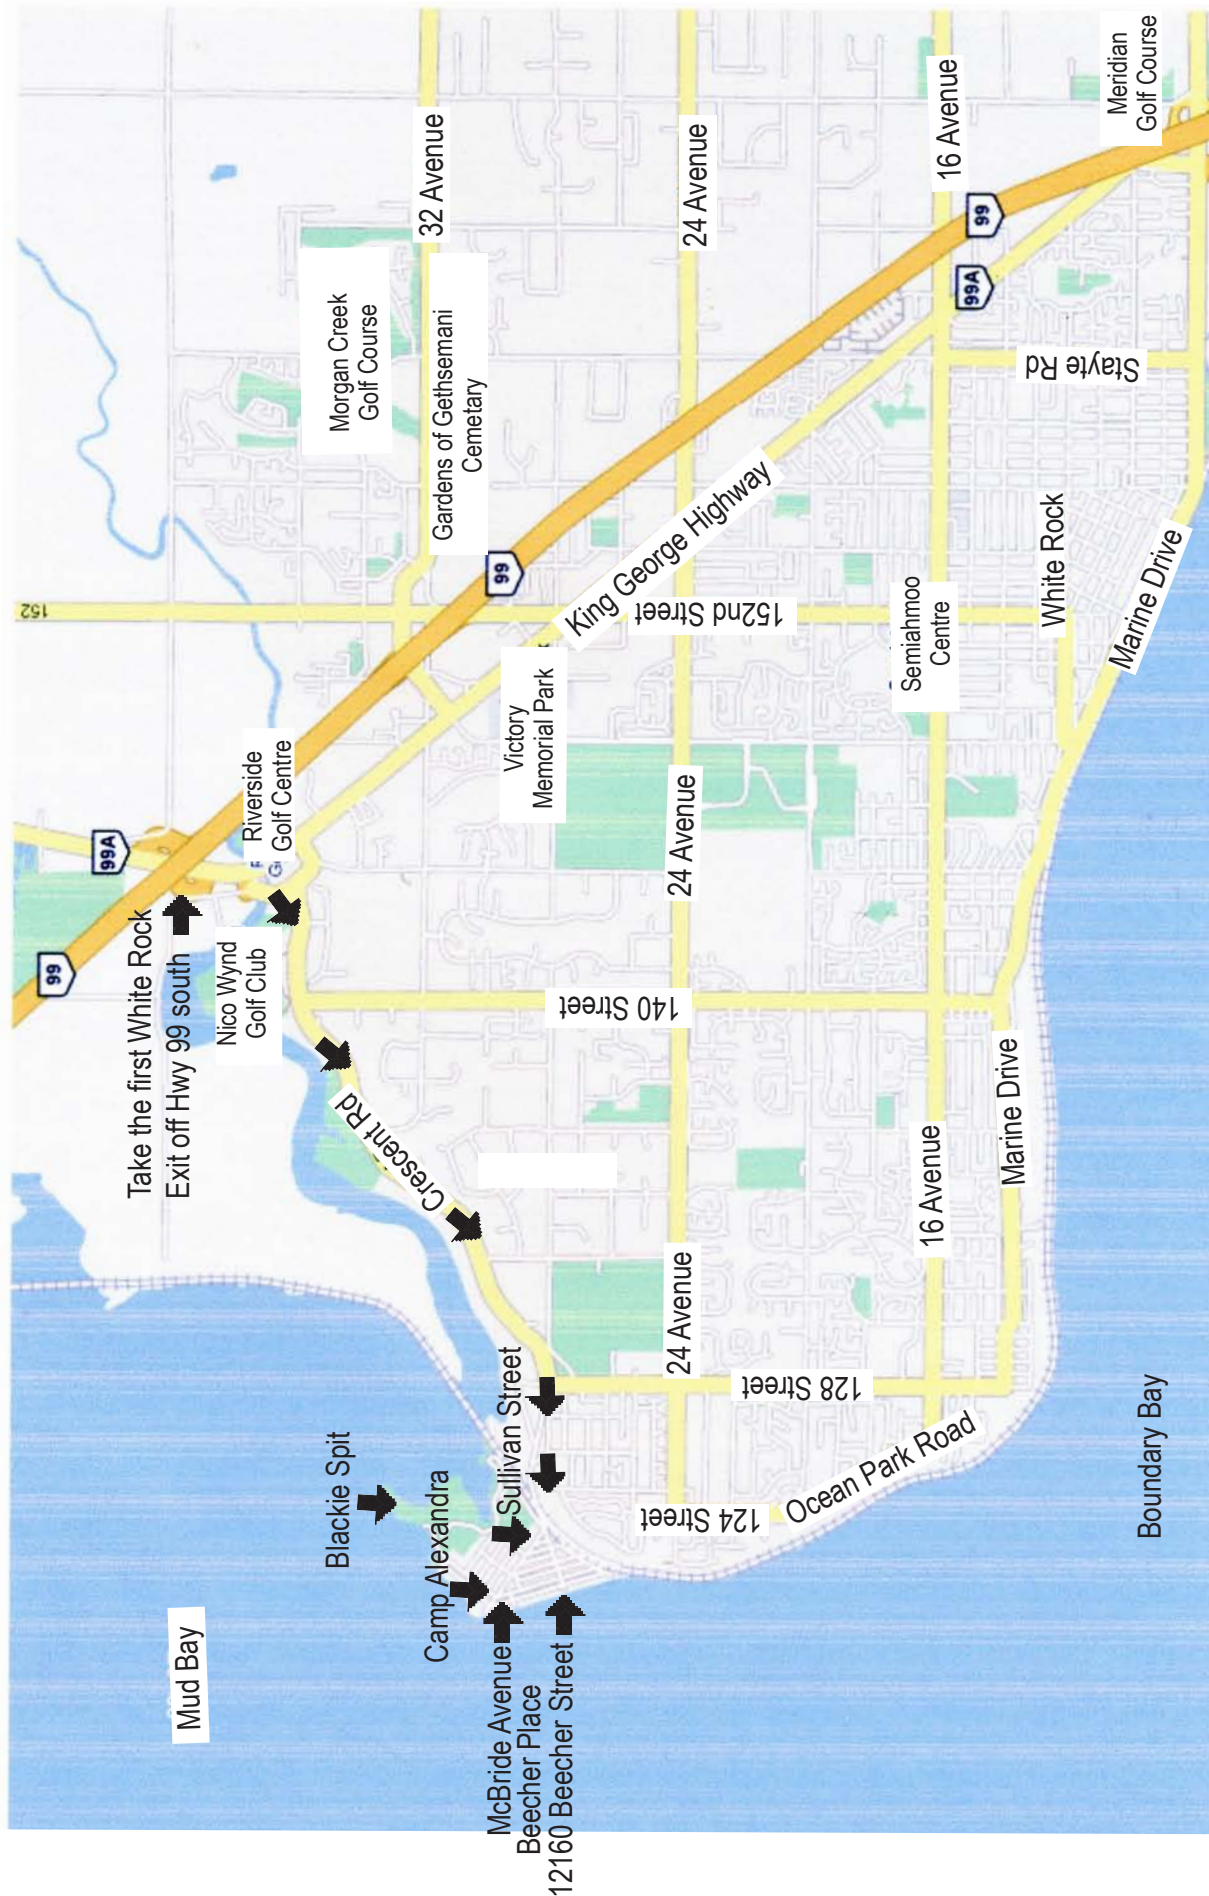 152
99A
99
Take the first White Rock
Exit off Hwy 99 south
Mud Bay
Nico Wynd
Golf Club
Riverside
Golf Centre
Blackie Spit
Morgan Creek
Golf Course
Crescent Rd
32 Avenue
Camp Alexandra
Gardens of Gethsemani
Cemetary
99
McBride Avenue
Beecher Place
12160 Beecher Street
Sullivan Street
Victory
Memorial Park
King George Highway
140 Street
152nd Street
24 Avenue
24 Avenue
24 Avenue
124 Street
128 Street
Ocean Park Road
16 Avenue
Semiahmoo
Centre
16 Avenue
99
99A
Marine Drive
White Rock
Stayte Rd
Meridian
Golf Course
Marine Drive
Boundary Bay